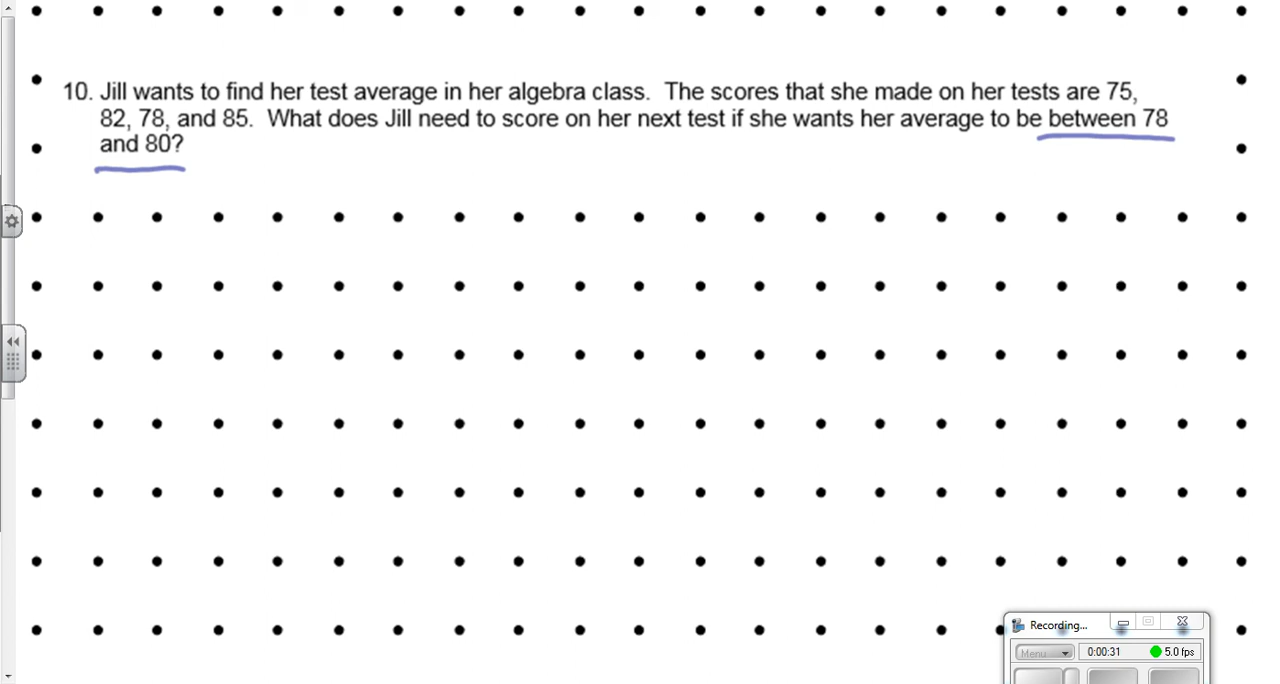 10. Jill wants to find her test average in her algebra class. The scores that she made on her tests are 75,
82, 78, and 85. What does Jill need to score on her next test if she wants her average to be between 78
and 80?
Recording...
Menu
0:00:31
5.0 fps